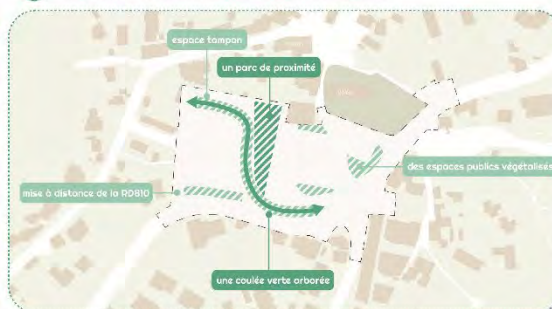 espace tampon
un parc de proximité
des espaces publics végétalisés
mise à distance de la RD810
une coulée verte arborée